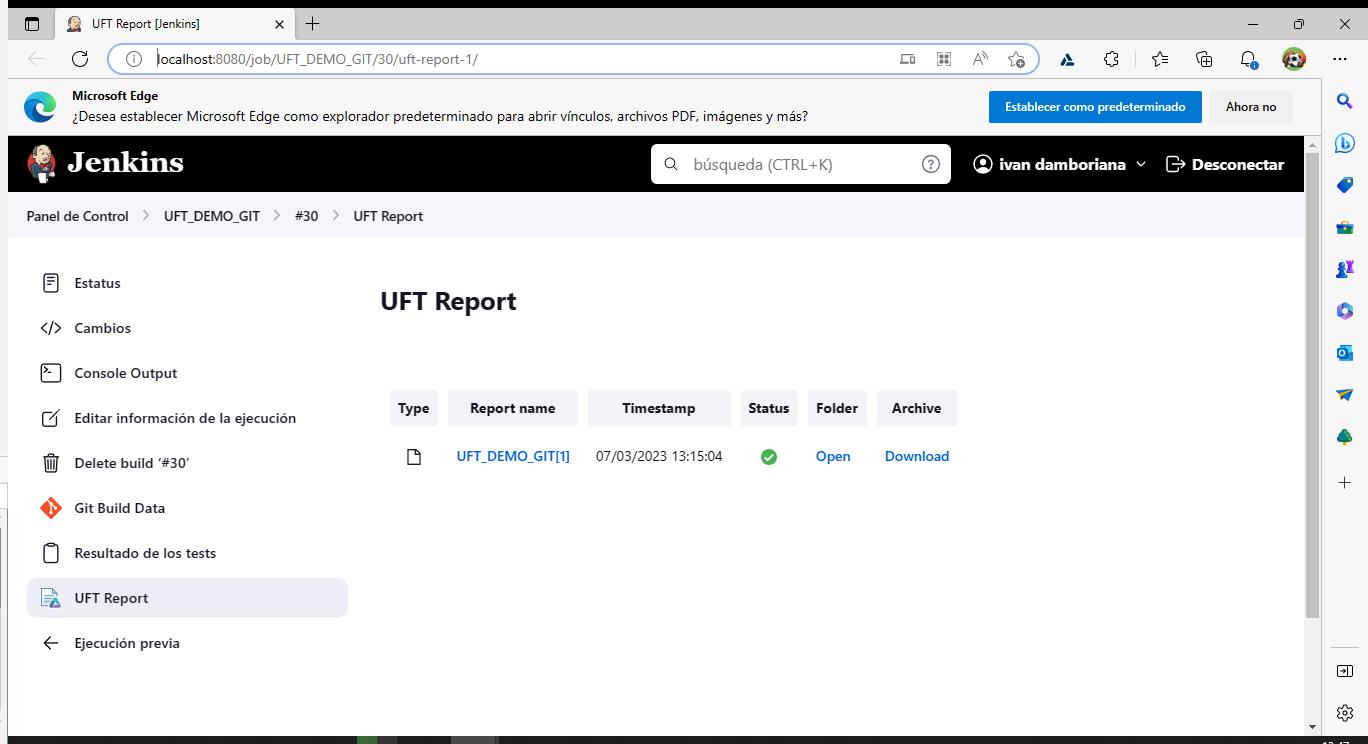 UFT Report [Jenkins]
localhost:8080/job/UFT_DEMO_GIT/30/uft-report-1/
Microsoft Edge
¿Desea establecer Microsoft Edge como explorador predeterminado para abrir vínculos, archivos PDF, imágenes y más?
Establecer como predeterminado
Ahora no
Jenkins
búsqueda (CTRL+K)
ivan damboriana
Desconectar
Panel de Control
UFT_DEMO_GIT
#30
UFT Report
Estatus
Cambios
Console Output
Editar información de la ejecución
Delete build ‘#30’
Git Build Data
Resultado de los tests
UFT Report
Ejecución previa
UFT Report
Type Report name Timestamp Status Folder Archive
UFT_DEMO_GIT[1] 07/03/2023 13:15:04 Open Download